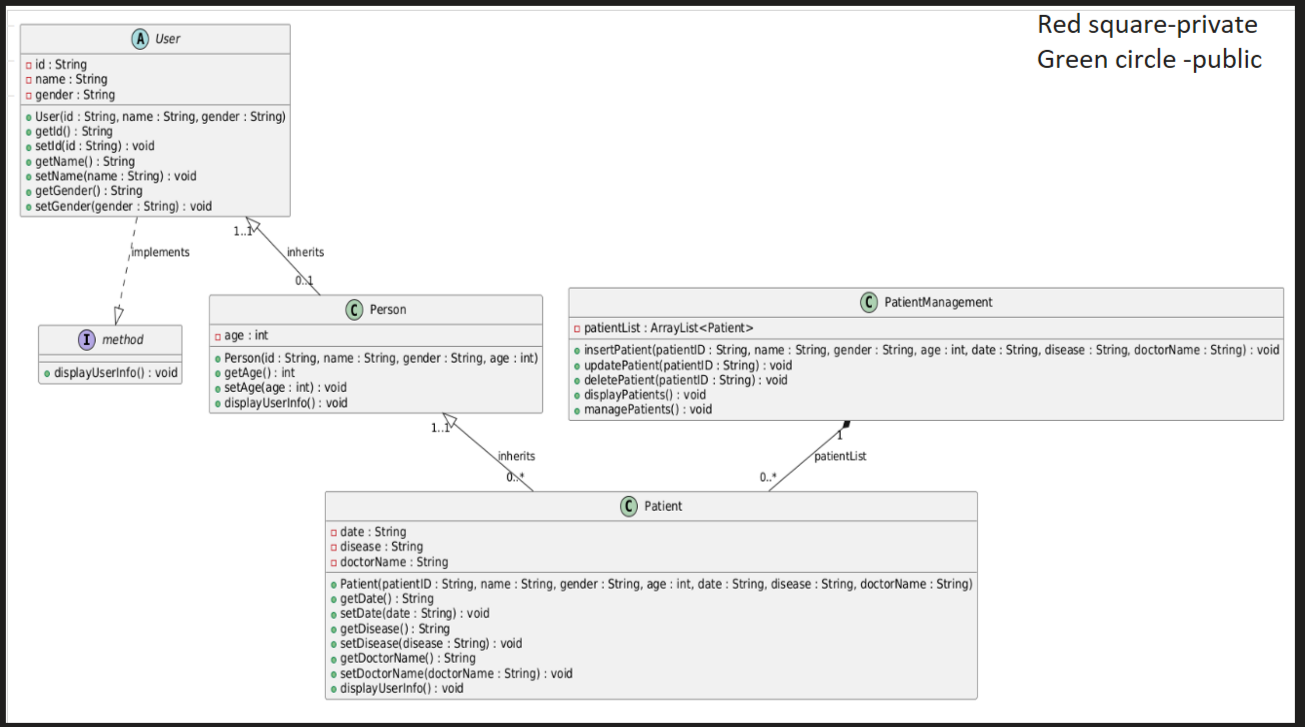 Red square-private
Green circle -public
A User
id : String
name : String
gender : String
User(id : String, name : String, gender : String)
getId() : String
setId(id : String) : void
getName() : String
setName(name : String) : void
getGender() : String
setGender(gender : String) : void
1..1
implements
inherits
0..1
I method
displayUserInfo() : void
C Person
age : int
Person(id : String, name : String, gender : String, age : int)
getAge() : int
setAge(age : int) : void
displayUserInfo() : void
C PatientManagement
patientList : ArrayList<Patient>
insertPatient(patientID : String, name : String, gender : String, age : int, date : String, disease : String, doctorName : String) : void
updatePatient(patientID : String) : void
deletePatient(patientID : String) : void
displayPatients() : void
managePatients() : void
1..1
inherits
0..*
1
patientList
0..*
C Patient
date : String
disease : String
doctorName : String
Patient(patientID : String, name : String, gender : String, age : int, date : String, disease : String, doctorName : String)
getDate() : String
setDate(date : String) : void
getDisease() : String
setDisease(disease : String) : void
getDoctorName() : String
setDoctorName(doctorName : String) : void
displayUserInfo() : void